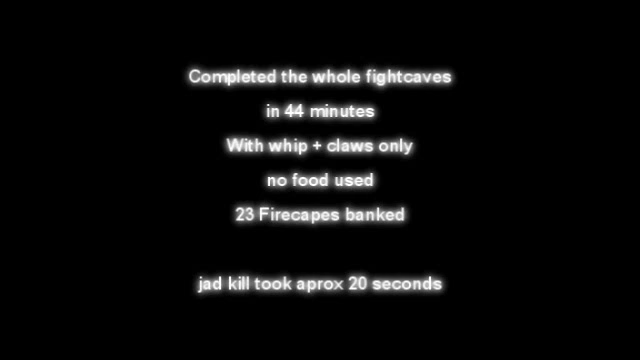 Completed the whole fightcaves
in 44 minutes
With whip + claws only
no food used
23 Firecapes banked
jad kill took aprox 20 seconds